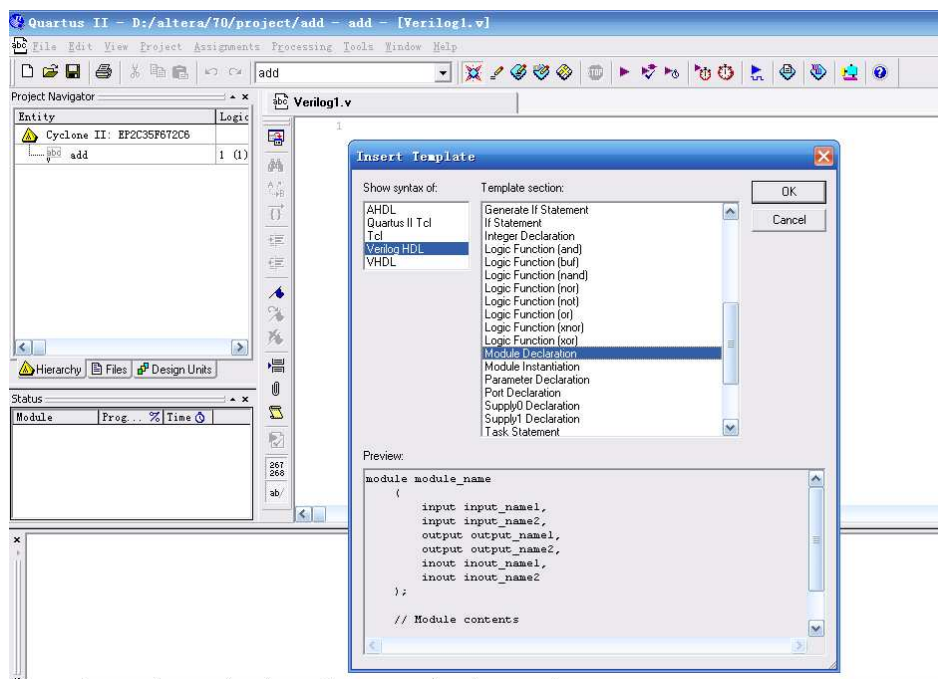 Quartus II - D:/altera/70/project/add - add - [Verilog1.v]
File Edit View Project Assignments Processing Tools Window Help
add
Project Navigator
Entity
Logic
Cyclone II: EP2C35F672C6
add
1 (1)
Hierarchy
Files
Design Units
Status
Module
Prog... %
Time
Verilog1.v
1
267
268
ab/
Insert Template
Show syntax of:
AHDL
Quartus II Tcl
Tcl
Verilog HDL
VHDL
Template section:
Generate If Statement
If Statement
Integer Declaration
Logic Function (and)
Logic Function (buf)
Logic Function (nand)
Logic Function (nor)
Logic Function (not)
Logic Function (or)
Logic Function (xnor)
Logic Function (xor)
Module Declaration
Module Instantiation
Parameter Declaration
Port Declaration
Supply0 Declaration
Supply1 Declaration
Task Statement
OK
Cancel
Preview:
module module_name
(
input input_name1,
input input_name2,
output output_name1,
output output_name2,
inout inout_name1,
inout inout_name2
);
// Module contents